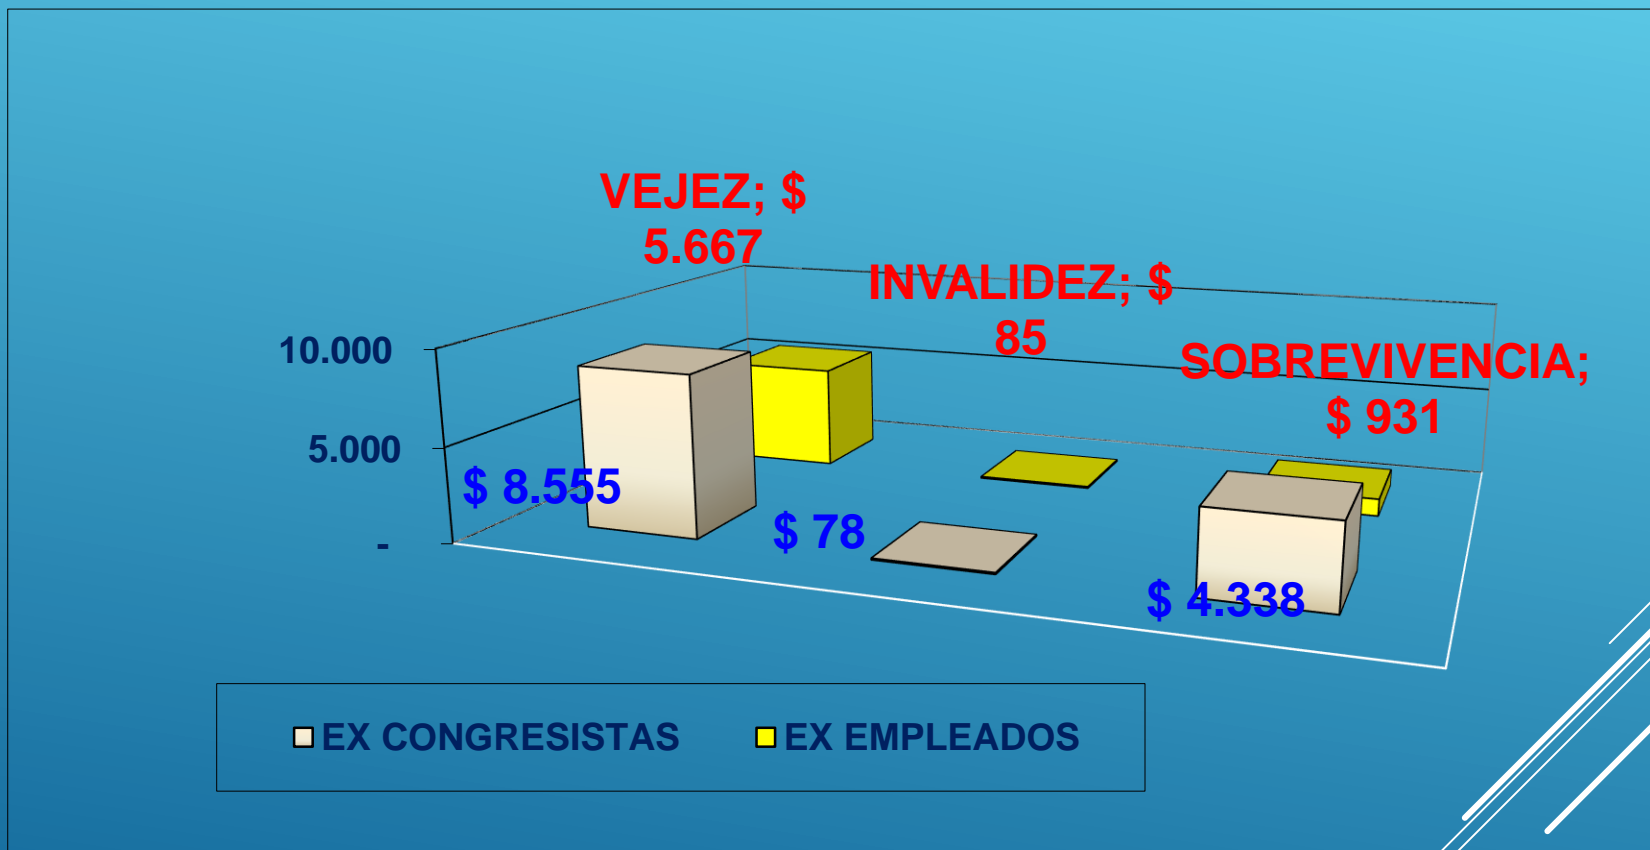 VEJEZ; $
5.667
INVALIDEZ; $
85
SOBREVIVENCIA;
$ 931
10.000
5.000
-
$ 8.555
$ 78
$ 4.338
EX CONGRESISTAS
EX EMPLEADOS